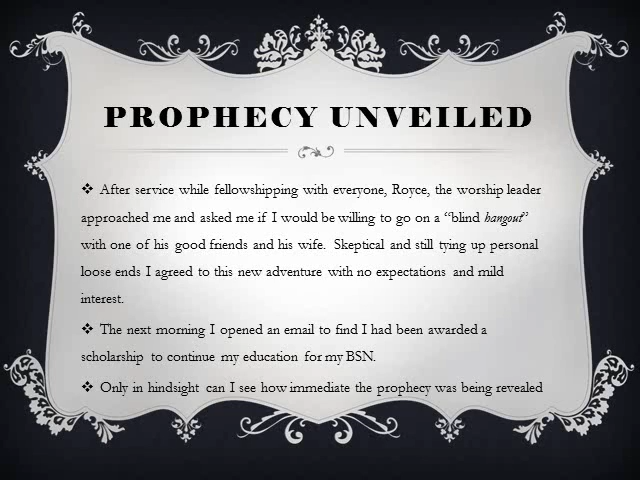 PROPHECY UNVEILED
❖ After service while fellowshipping with everyone, Royce, the worship leader
approached me and asked me if I would be willing to go on a “blind hangout”
with one of his good friends and his wife. Skeptical and still tying up personal
loose ends I agreed to this new adventure with no expectations and mild
interest.
❖ The next morning I opened an email to find I had been awarded a
scholarship to continue my education for my BSN.
❖ Only in hindsight can I see how immediate the prophecy was being revealed